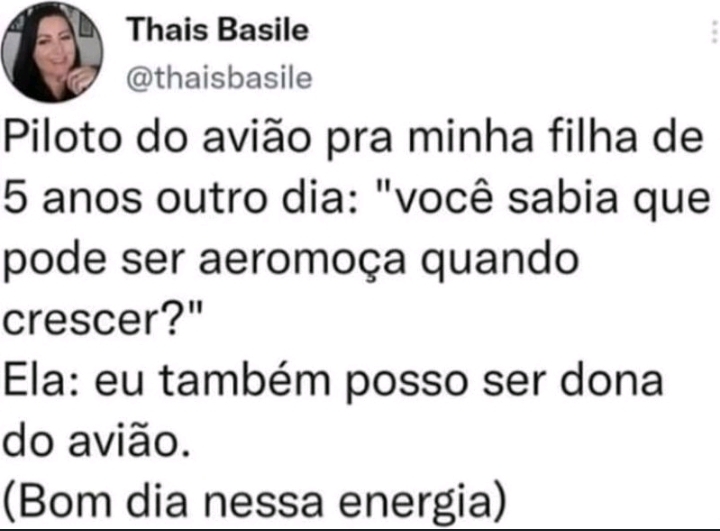 Thais Basile
@thaisbasile
Piloto do avião pra minha filha de
5 anos outro dia: "você sabia que
pode ser aeromoça quando
crescer?"
Ela: eu também posso ser dona
do avião.
(Bom dia nessa energia)